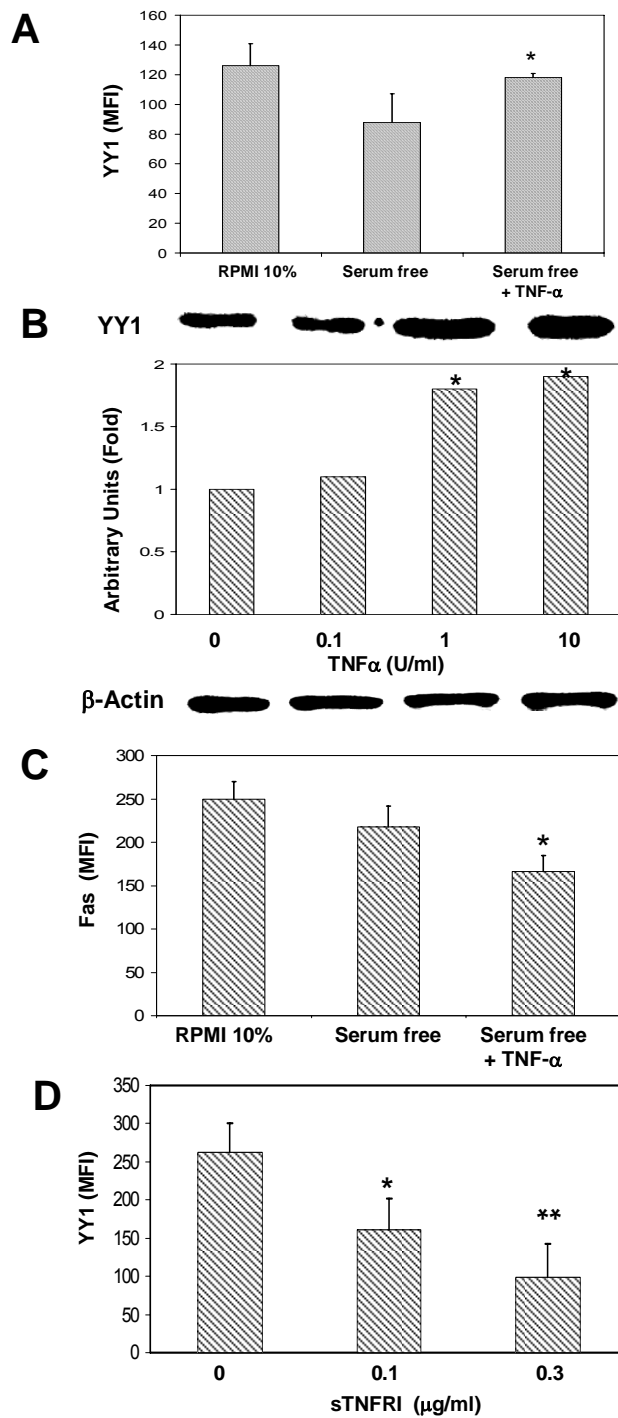 A
160
140
120
100
80
60
40
20
0
YY1 (MFI)
*
RPMI 10%
Serum free
Serum free
+ TNF-α
B
YY1
2
1.5
1
0.5
0
Arbitrary Units (Fold)
*
*
0
0.1
1
10
TNFα (U/ml)
β-Actin
C
300
250
200
150
100
50
0
Fas (MFI)
*
RPMI 10%
Serum free
Serum free
+ TNF-α
D
350
300
250
200
150
100
50
0
YY1 (MFI)
*
**
0
0.1
0.3
sTNFRI (µg/ml)